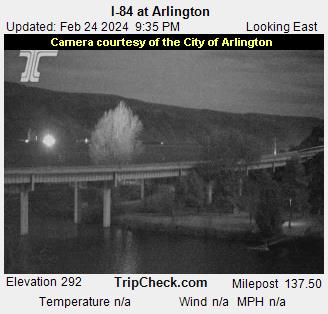 I-84 at Arlington
Updated: Feb 24 2024 9:35 PM Looking East
Camera courtesy of the City of Arlington
Elevation 292 TripCheck.com Milepost 137.50
Temperature n/a Wind n/a MPH n/a